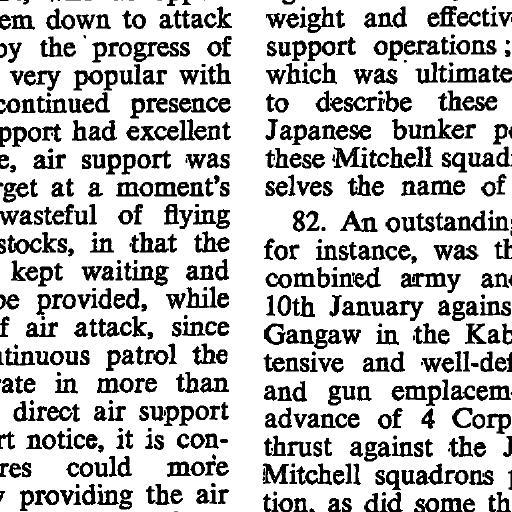 em down to attack
by the progress of
very popular with
continued presence
pport had excellent
e, air support was
rget at a moment's
wasteful of flying
stocks, in that the
kept waiting and
be provided, while
f air attack, since
ntinuous patrol the
rate in more than
direct air support
rt notice, it is con-
res could more
y providing the air
weight and effectiv
support operations;
which was ultimate
to describe these
Japanese bunker p
these Mitchell squad
selves the name of
82. An outstanding
for instance, was th
combined army an
10th January agains
Gangaw in the Kab
tensive and well-def
and gun emplacem
advance of 4 Corp
thrust against the J
Mitchell squadrons
tion, as did some th